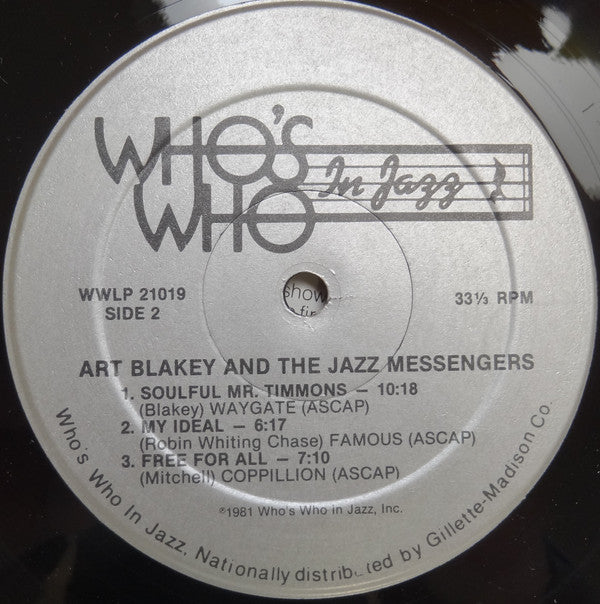 WHO'S
WHO
In Jazz
WWLP 21019
SIDE 2
33⅓ RPM
show
fir
ART BLAKEY AND THE JAZZ MESSENGERS
1. SOULFUL MR. TIMMONS — 10:18
(Blakey) WAYGATE (ASCAP)
2. MY IDEAL — 6:17
(Robin Whiting Chase) FAMOUS (ASCAP)
3. FREE FOR ALL — 7:10
(Mitchell) COPPILLION (ASCAP)
℗1981 Who's Who in Jazz, Inc.
Who's Who In Jazz. Nationally distributed by Gillette-Madison Co.